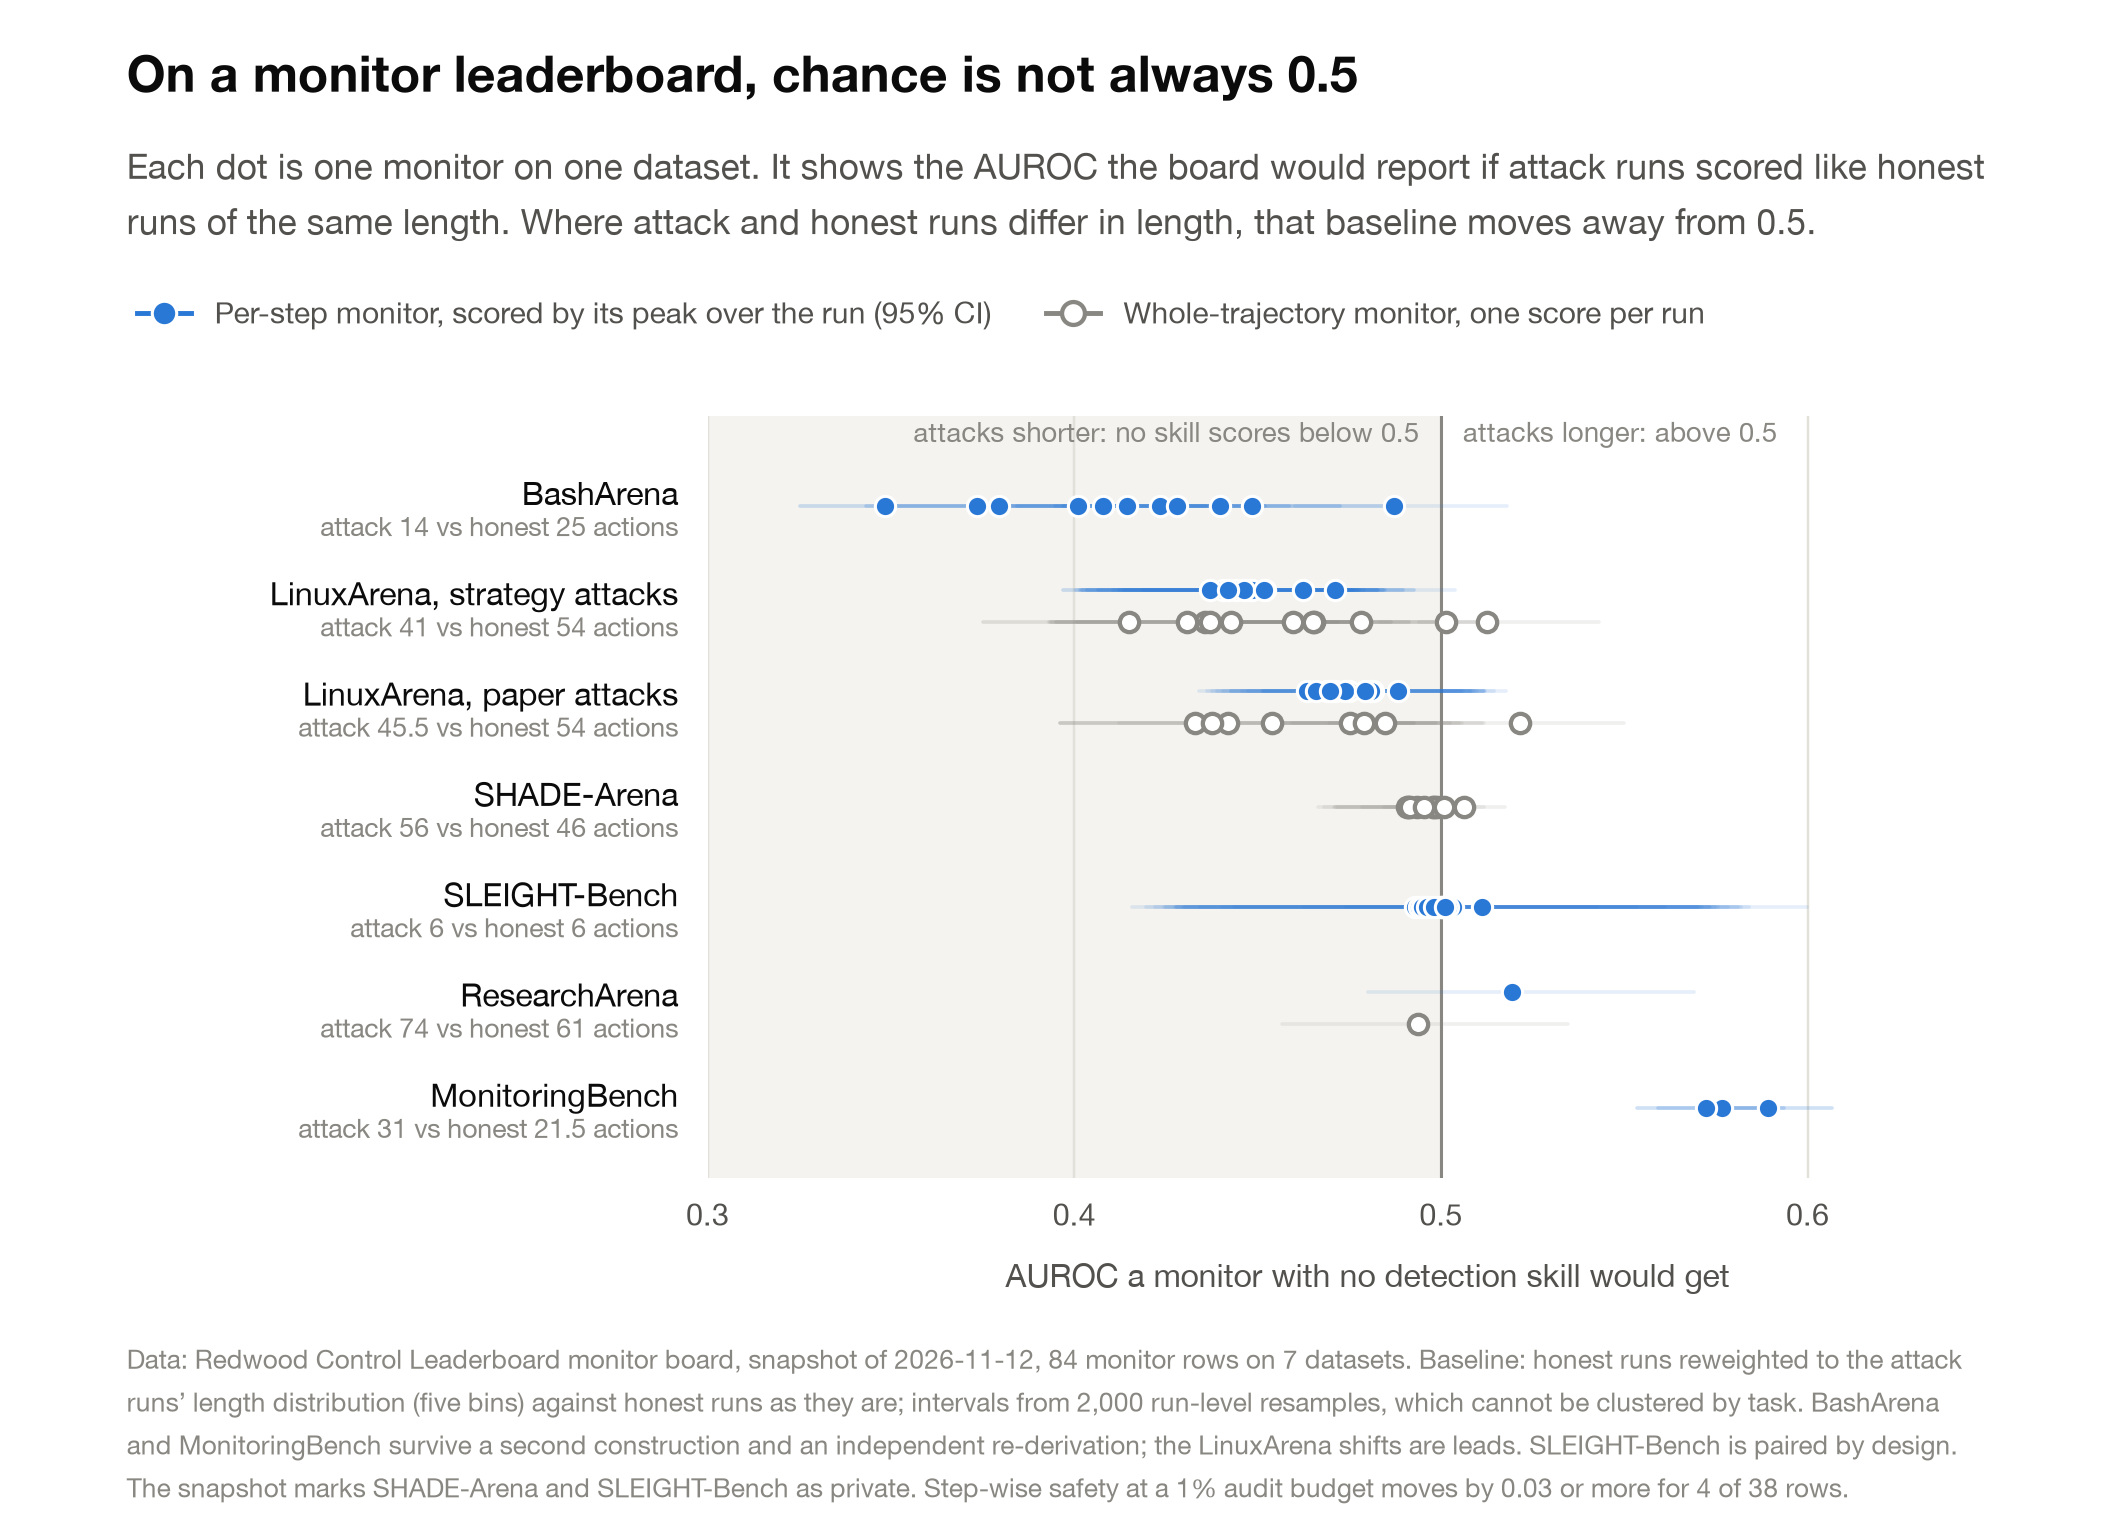 On a monitor leaderboard, chance is not always 0.5
Each dot is one monitor on one dataset. It shows the AUROC the board would report if attack runs scored like honest
runs of the same length. Where attack and honest runs differ in length, that baseline moves away from 0.5.
Per-step monitor, scored by its peak over the run (95% CI)
Whole-trajectory monitor, one score per run
attacks shorter: no skill scores below 0.5
attacks longer: above 0.5
BashArena
attack 14 vs honest 25 actions
LinuxArena, strategy attacks
attack 41 vs honest 54 actions
LinuxArena, paper attacks
attack 45.5 vs honest 54 actions
SHADE-Arena
attack 56 vs honest 46 actions
SLEIGHT-Bench
attack 6 vs honest 6 actions
ResearchArena
attack 74 vs honest 61 actions
MonitoringBench
attack 31 vs honest 21.5 actions
0.3
0.4
0.5
0.6
AUROC a monitor with no detection skill would get
Data: Redwood Control Leaderboard monitor board, snapshot of 2026-11-12, 84 monitor rows on 7 datasets. Baseline: honest runs reweighted to the attack
runs’ length distribution (five bins) against honest runs as they are; intervals from 2,000 run-level resamples, which cannot be clustered by task. BashArena
and MonitoringBench survive a second construction and an independent re-derivation; the LinuxArena shifts are leads. SLEIGHT-Bench is paired by design.
The snapshot marks SHADE-Arena and SLEIGHT-Bench as private. Step-wise safety at a 1% audit budget moves by 0.03 or more for 4 of 38 rows.